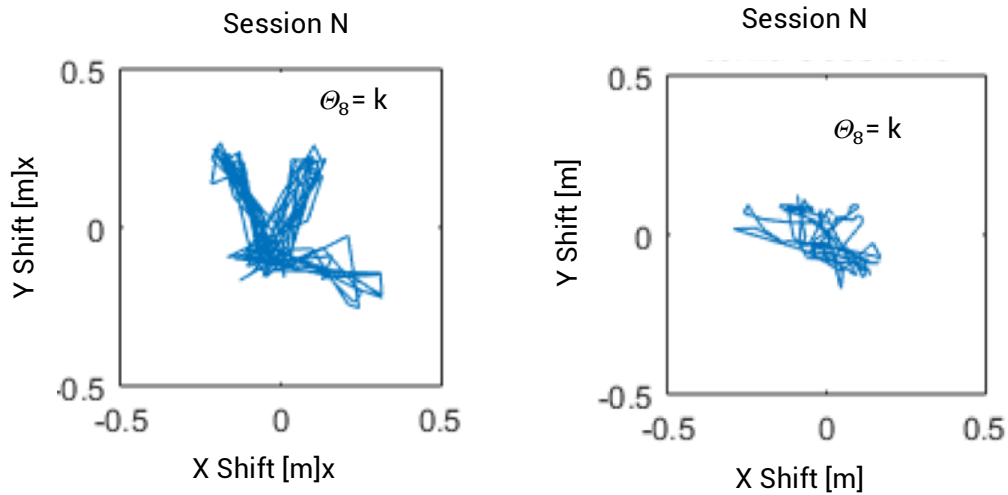 Session N
0.5
Θ₈= k
0
-0.5
-0.5 0 0.5
Y Shift [m]x
X Shift [m]x
Session N
0.5
Θ₈= k
0
-0.5
-0.5 0 0.5
Y Shift [m]
X Shift [m]